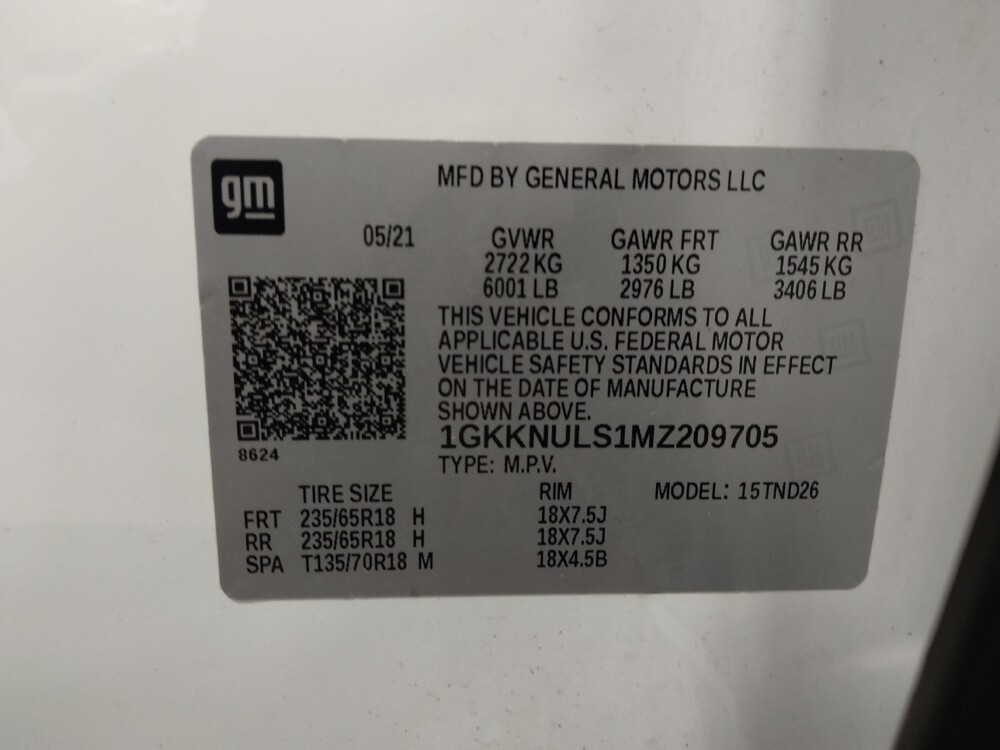 gm
MFD BY GENERAL MOTORS LLC
05/21 GVWR GAWR FRT GAWR RR
2722 KG 1350 KG 1545 KG
6001 LB 2976 LB 3406 LB
THIS VEHICLE CONFORMS TO ALL
APPLICABLE U.S. FEDERAL MOTOR
VEHICLE SAFETY STANDARDS IN EFFECT
ON THE DATE OF MANUFACTURE
SHOWN ABOVE.
1GKKNULS1MZ209705
8624
TYPE: M.P.V.
TIRE SIZE RIM MODEL: 15TND26
FRT 235/65R18 H 18X7.5J
RR 235/65R18 H 18X7.5J
SPA T135/70R18 M 18X4.5B